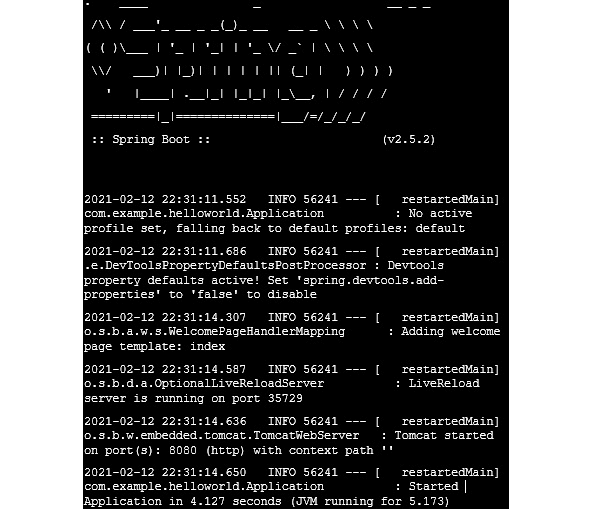 .   ____          _            __ _ _
 /\\ / ___'_ __ _ _(_)_ __  __ _ \ \ \ \
( ( )\___ | '_ | '_| | '_ \/ _` | \ \ \ \
 \\/  ___)| |_)| | | | | || (_| |  ) ) ) )
  '  |____| .__|_| |_|_| |_\__, | / / / /
 =========|_|==============|___/=/_/_/_/
 :: Spring Boot ::                (v2.5.2)
2021-02-12 22:31:11.552   INFO 56241 --- [   restartedMain]
com.example.helloworld.Application          : No active
profile set, falling back to default profiles: default
2021-02-12 22:31:11.686   INFO 56241 --- [   restartedMain]
.e.DevToolsPropertyDefaultsPostProcessor : Devtools
property defaults active! Set 'spring.devtools.add-
properties' to 'false' to disable
2021-02-12 22:31:14.307   INFO 56241 --- [   restartedMain]
o.s.b.a.w.s.WelcomePageHandlerMapping      : Adding welcome
page template: index
2021-02-12 22:31:14.587   INFO 56241 --- [   restartedMain]
o.s.b.d.a.OptionalLiveReloadServer          : LiveReload
server is running on port 35729
2021-02-12 22:31:14.636   INFO 56241 --- [   restartedMain]
o.s.b.w.embedded.tomcat.TomcatWebServer   : Tomcat started
on port(s): 8080 (http) with context path ''
2021-02-12 22:31:14.650   INFO 56241 --- [   restartedMain]
com.example.helloworld.Application          : Started
Application in 4.127 seconds (JVM running for 5.173)